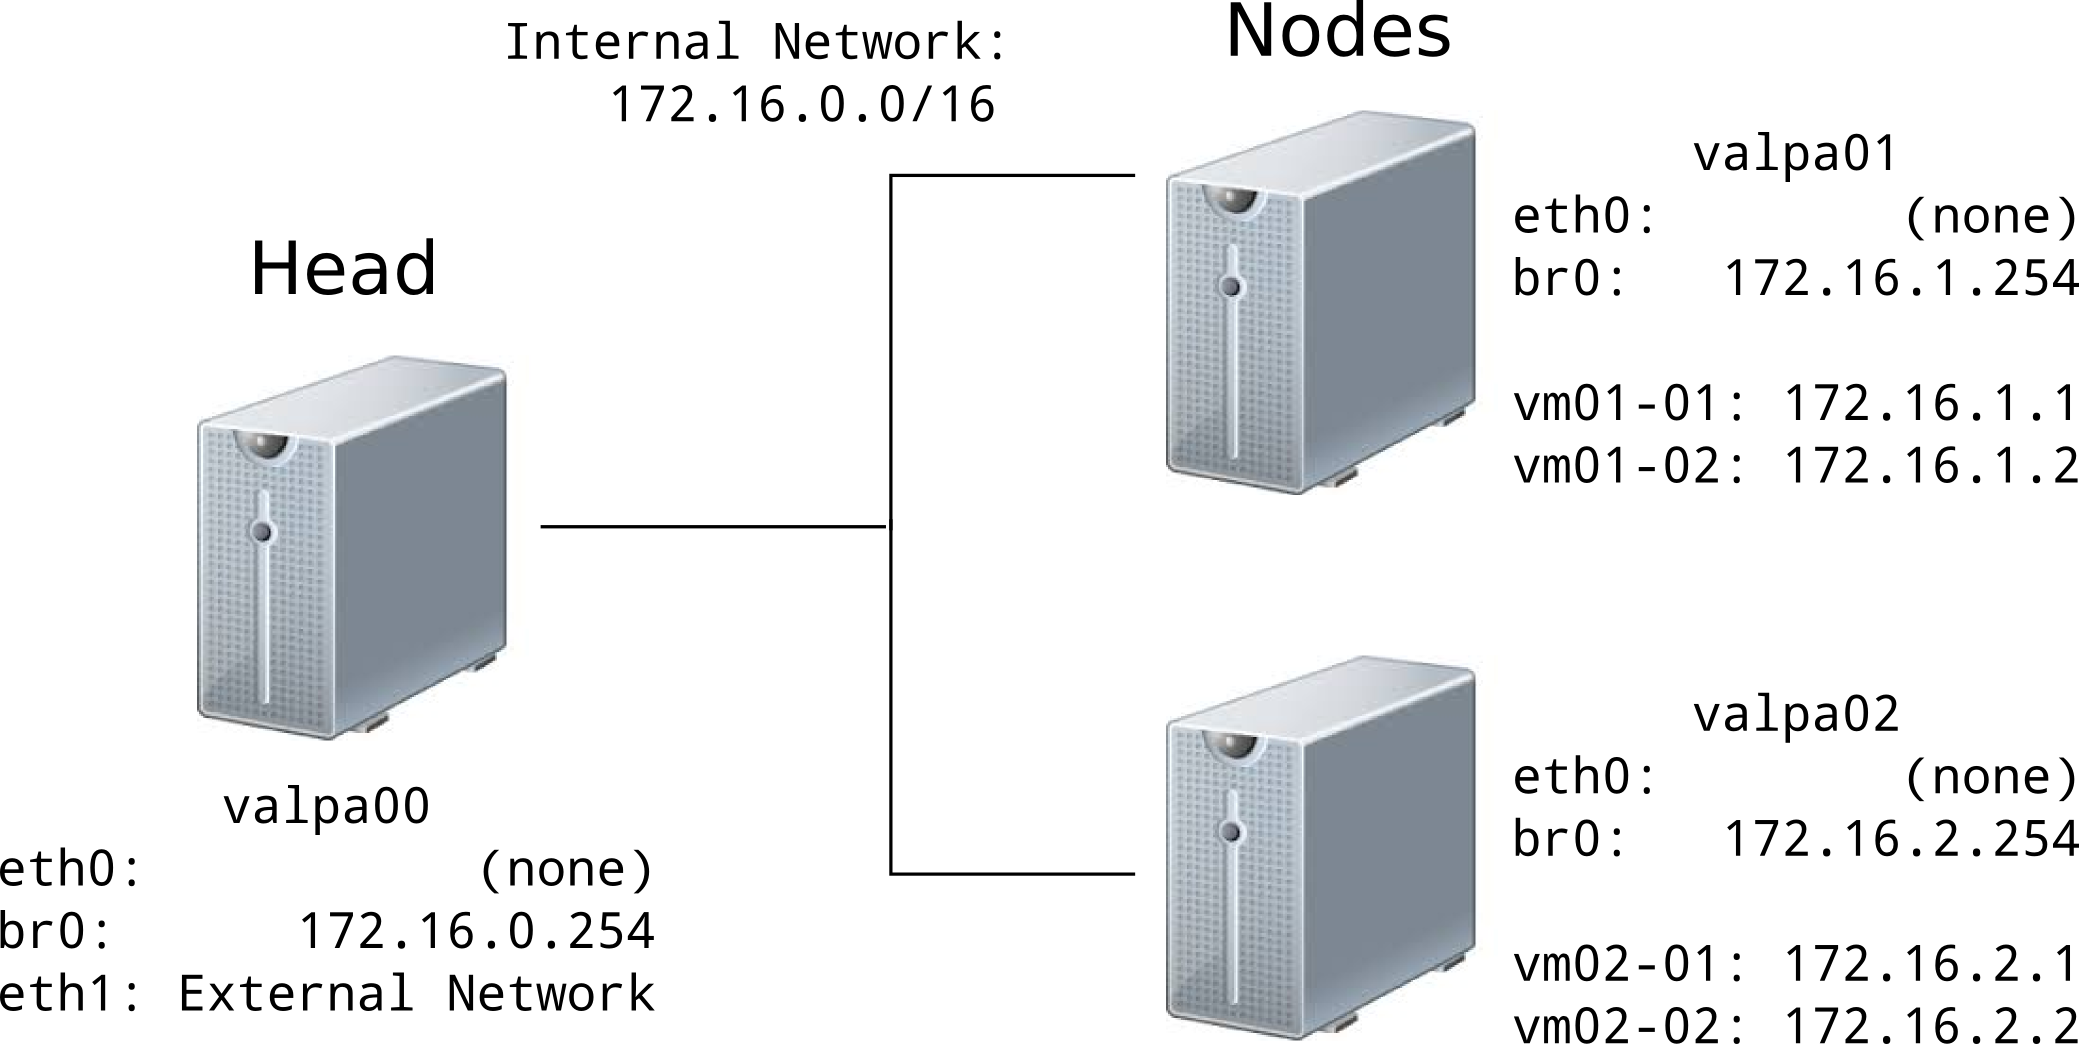 Internal Network:
172.16.0.0/16
Nodes
Head
valpa01
eth0: (none)
br0: 172.16.1.254
vm01-01: 172.16.1.1
vm01-02: 172.16.1.2
valpa00
eth0: (none)
br0: 172.16.0.254
eth1: External Network
valpa02
eth0: (none)
br0: 172.16.2.254
vm02-01: 172.16.2.1
vm02-02: 172.16.2.2